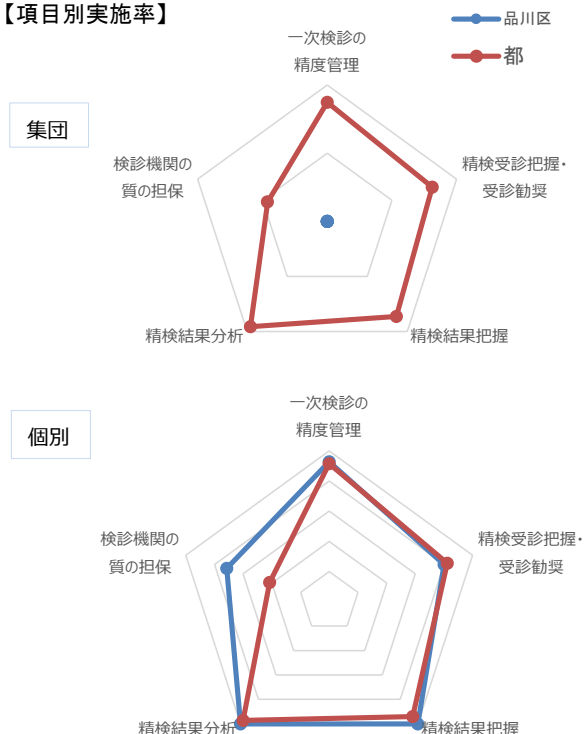 【項目別実施率】
品川区
都
集団
一次検診の
精度管理
精検受診把握・
受診勧奨
精検結果把握
精検結果分析
検診機関の
質の担保
個別
一次検診の
精度管理
精検受診把握・
受診勧奨
精検結果把握
精検結果分析
検診機関の
質の担保